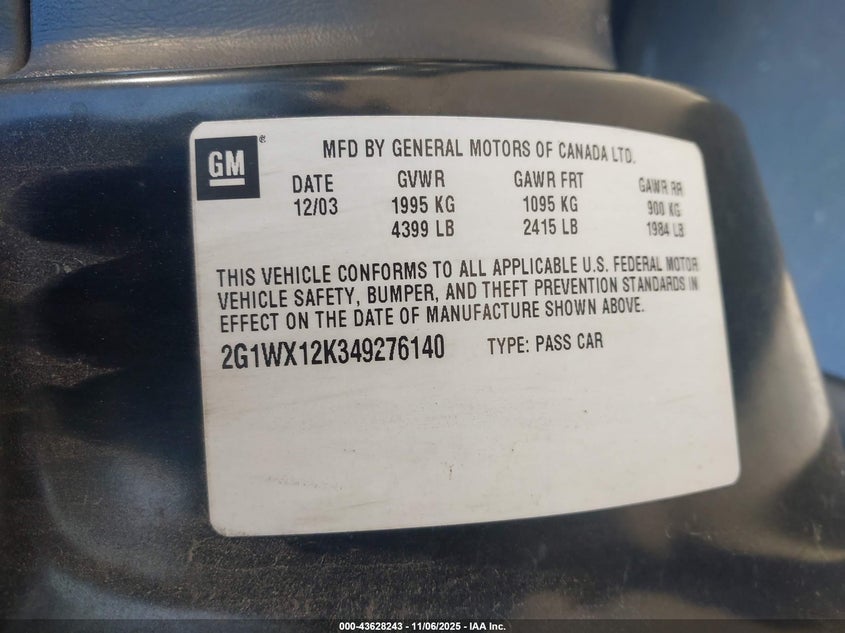 GM ®
MFD BY GENERAL MOTORS OF CANADA LTD.
DATE GVWR GAWR FRT GAWR RR
12/03 1995 KG 1095 KG 900 KG
4399 LB 2415 LB 1984 LB
THIS VEHICLE CONFORMS TO ALL APPLICABLE U.S. FEDERAL MOTOR
VEHICLE SAFETY, BUMPER, AND THEFT PREVENTION STANDARDS IN
EFFECT ON THE DATE OF MANUFACTURE SHOWN ABOVE.
2G1WX12K349276140 TYPE: PASS CAR
000-43628243 - 11/06/2025 - IAA Inc.